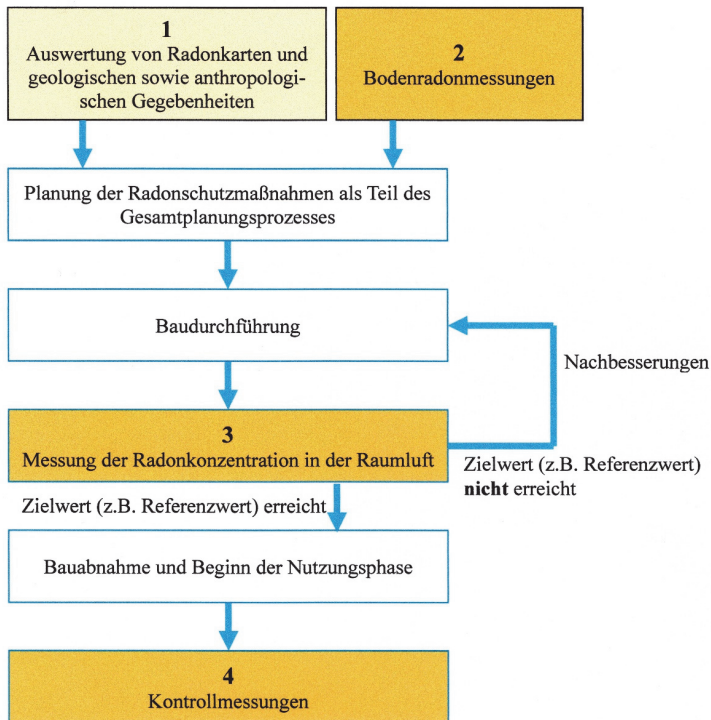 1
Auswertung von Radonkarten und
geologischen sowie anthropologi-
schen Gegebenheiten
2
Bodenradonmessungen
Planung der Radonschutzmaßnahmen als Teil des
Gesamtplanungsprozesses
Baudurchführung
Nachbesserungen
3
Messung der Radonkonzentration in der Raumluft
Zielwert (z.B. Referenzwert)
nicht erreicht
Zielwert (z.B. Referenzwert) erreicht
Bauabnahme und Beginn der Nutzungsphase
4
Kontrollmessungen